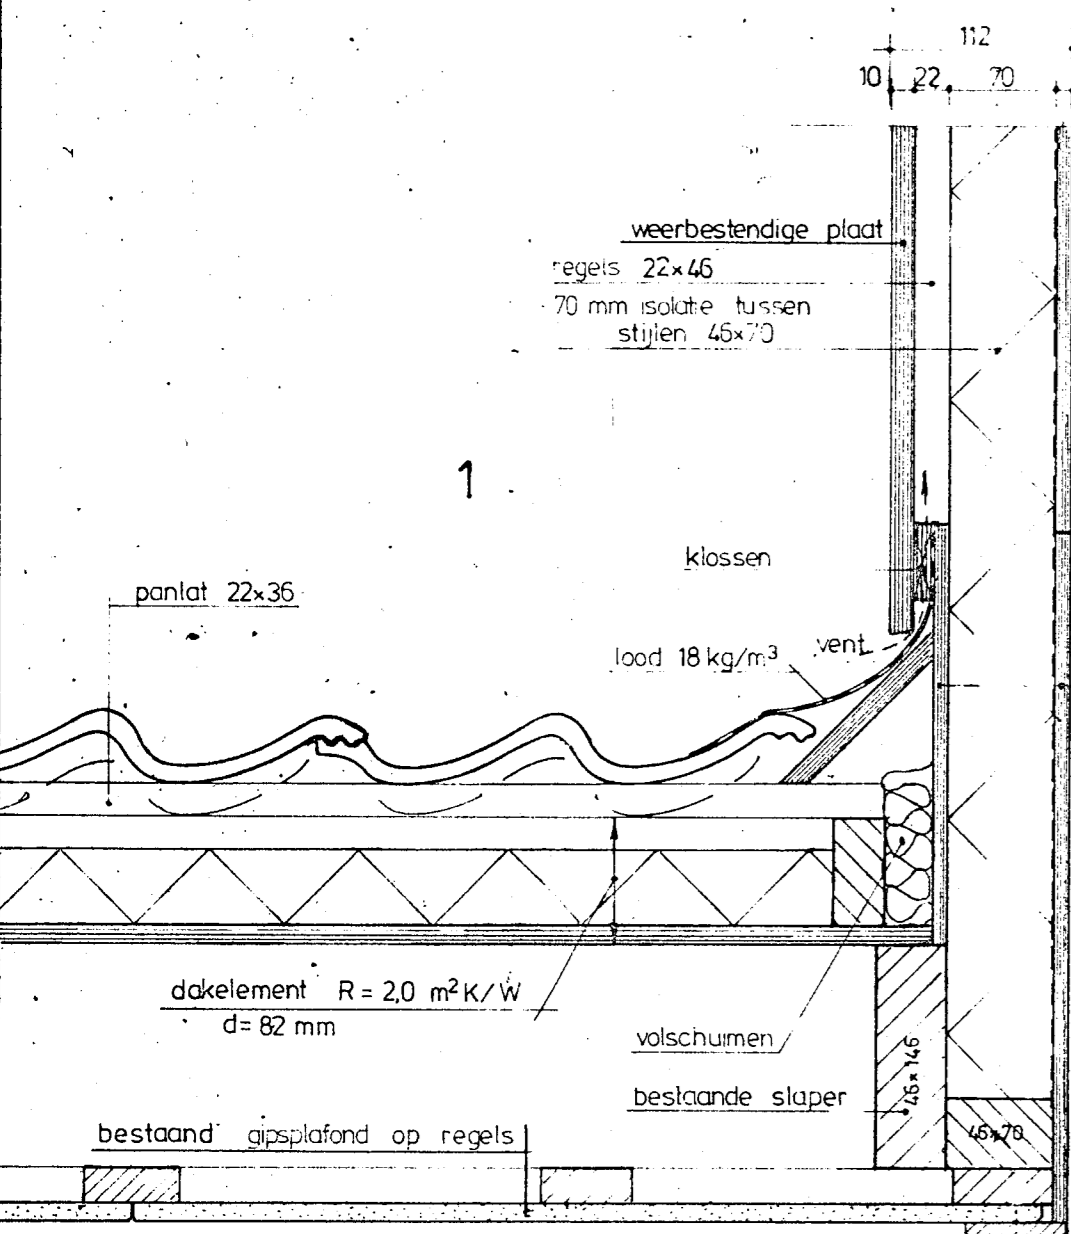 112
10 22 70
weerbestendige plaat
regels 22×46
70 mm isolatie tussen
stijlen 46×70
1
klossen
panlat 22×36
vent.
lood 18 kg/m³
dakelement R = 2,0 m² K/W
d = 82 mm
volschuimen
46×146
bestaande slaper
46×70
bestaand gipsplafond op regels